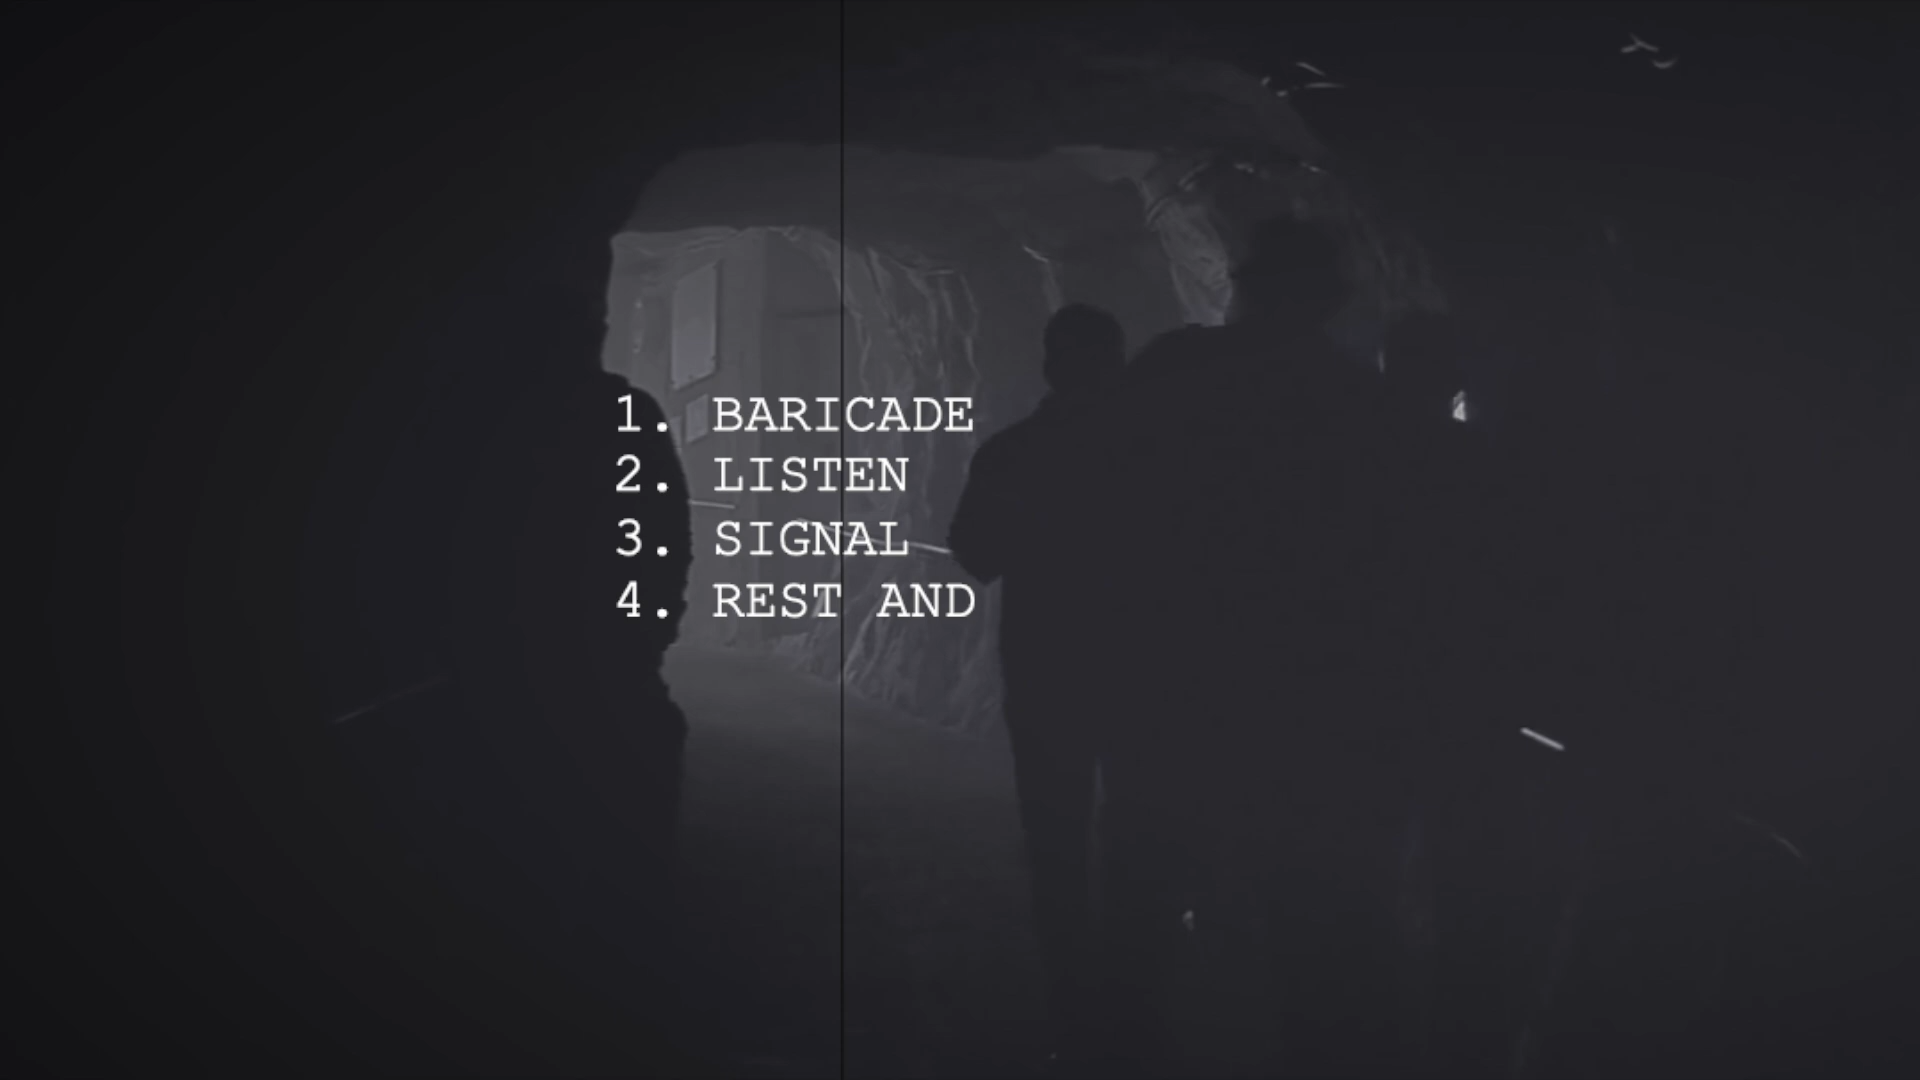 1. BARICADE
2. LISTEN
3. SIGNAL
4. REST AND